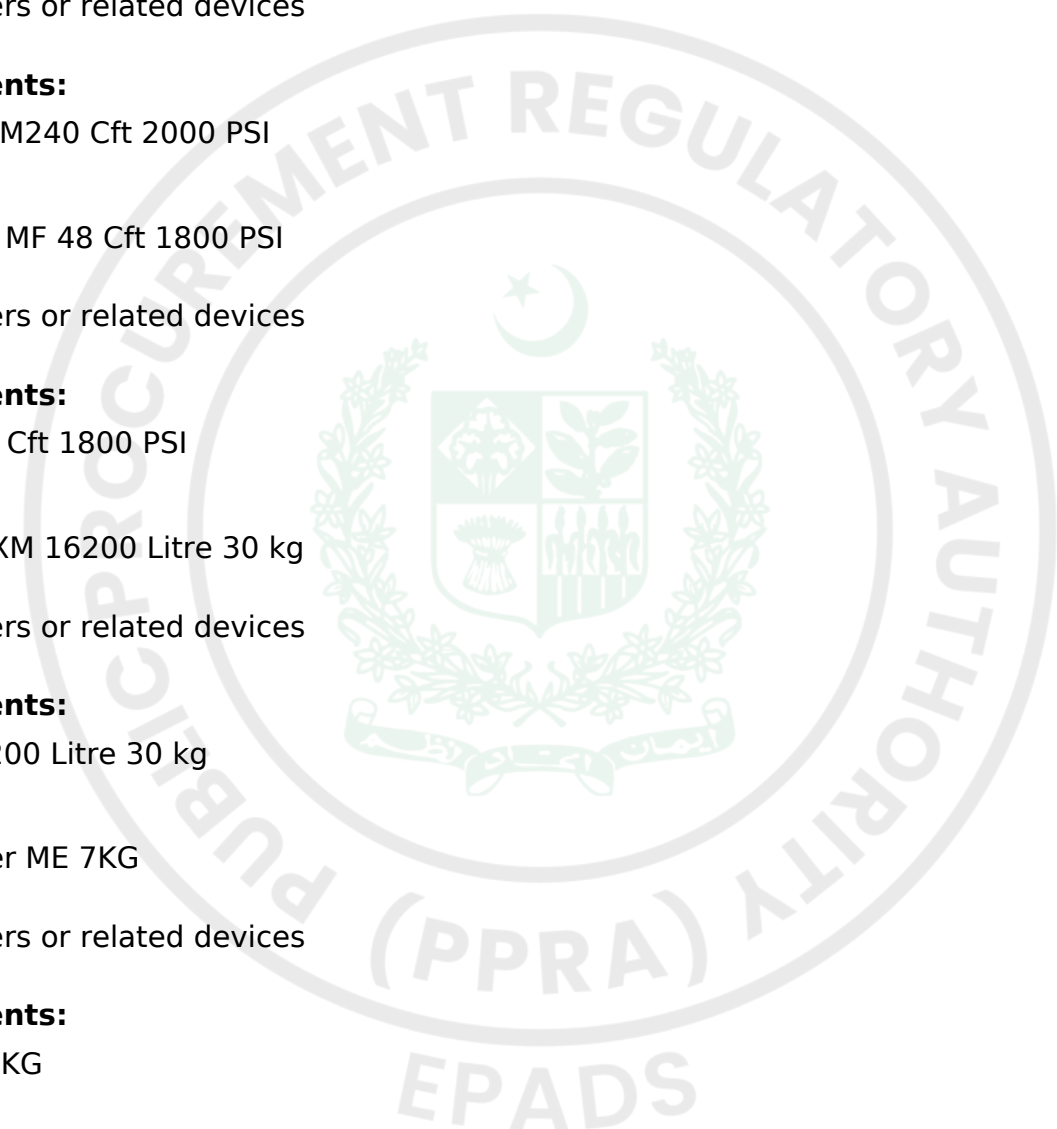 ers or related devices
ents:
M240 Cft 2000 PSI
MF 48 Cft 1800 PSI
ers or related devices
ents:
Cft 1800 PSI
XM 16200 Litre 30 kg
ers or related devices
ents:
200 Litre 30 kg
er ME 7KG
ers or related devices
ents:
KG
PUBLIC PROCUREMENT REGULATORY AUTHORITY
(PPRA)
EPADS